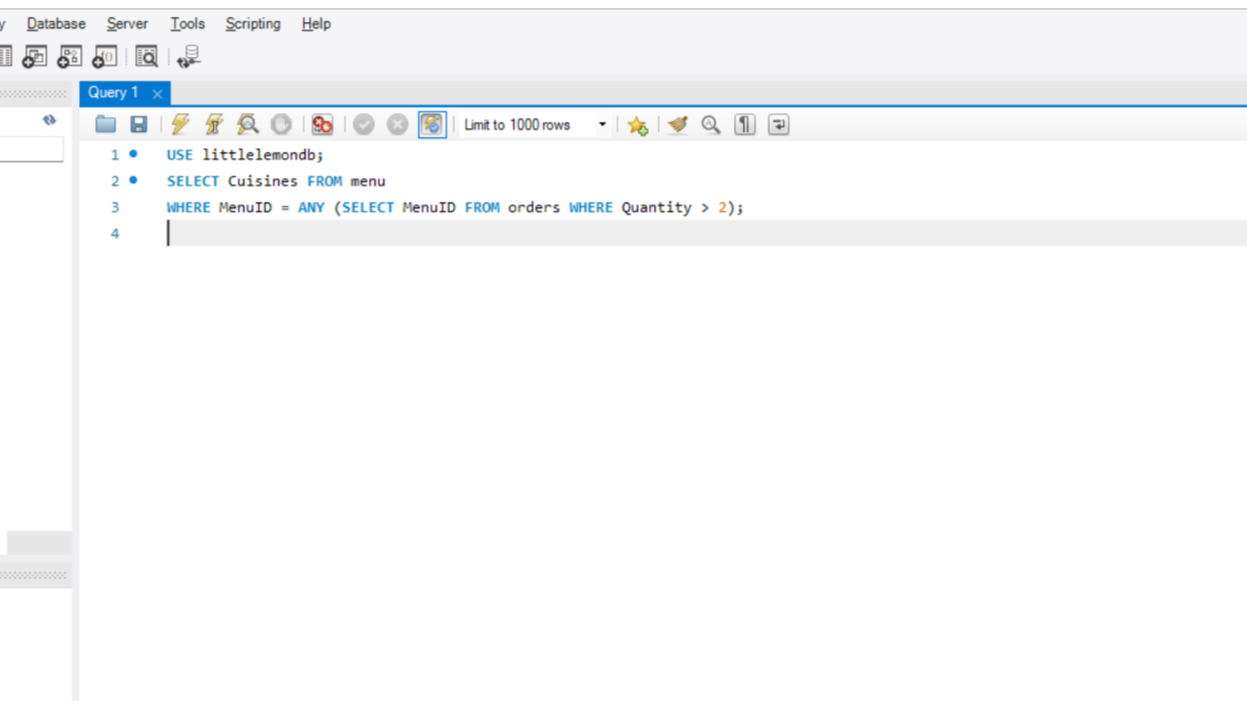 y Database Server Tools Scripting Help
Query 1
Limit to 1000 rows
1 USE littlelemondb;
2 SELECT Cuisines FROM menu
3 WHERE MenuID = ANY (SELECT MenuID FROM orders WHERE Quantity > 2);
4